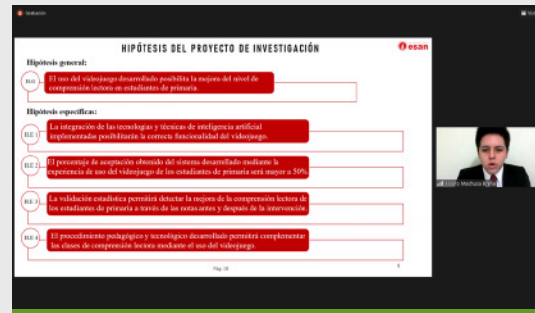 Grabación
HIPÓTESIS DEL PROYECTO DE INVESTIGACIÓN
esan
Hipótesis general:
H.G
El uso del videojuego desarrollado posibilita la mejora del nivel de
comprensión lectora en estudiantes de primaria.
Hipótesis específicas:
H.E 1
La integración de las tecnologías y técnicas de inteligencia artificial
implementadas posibilitarán la correcta funcionalidad del videojuego.
H.E 2
El porcentaje de aceptación obtenido del sistema desarrollado mediante la
experiencia de uso del videojuego de los estudiantes de primaria será mayor a 50%.
H.E 3
La validación estadística permitirá detectar la mejora de la comprensión lectora de
los estudiantes de primaria a través de las notas antes y después de la intervención.
H.E 4
El procedimiento pedagógico y tecnológico desarrollado permitirá complementar
las clases de comprensión lectora mediante el uso del videojuego.